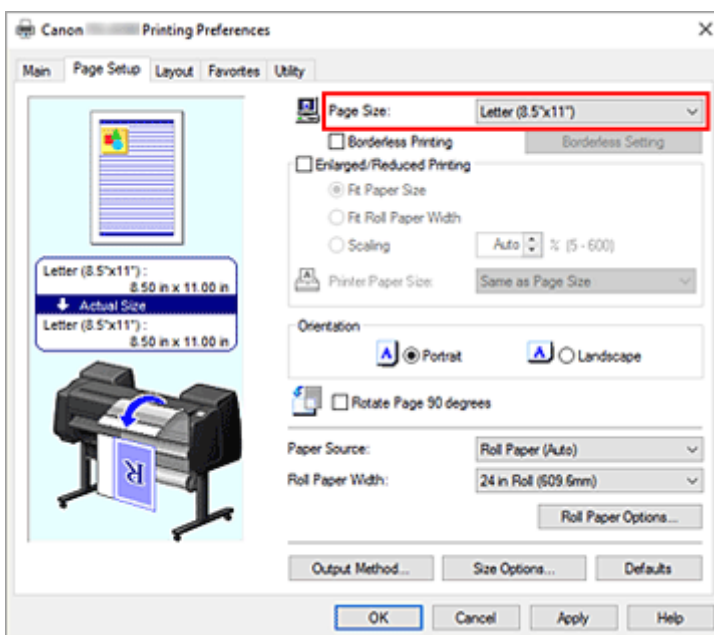 Canon Printing Preferences
Main Page Setup Layout Favortes Utility
Page Size: Letter (8.5"x11")
Borderless Printing Borderless Setting
Enlarged/Reduced Printing
Fit Paper Size
Fit Roll Paper Width
Scaling Auto % (5 - 600)
Printer Paper Size: Same as Page Size
Letter (8.5"x11") :
8.50 in x 11.00 in
Actual Size
Letter (8.5"x11") :
8.50 in x 11.00 in
Orientation
A Portrait A Landscape
Rotate Page 90 degrees
Paper Source: Roll Paper (Auto)
Roll Paper Width: 24 in Roll (609.6mm)
R
Roll Paper Options...
Output Method... Size Options... Defaults
OK Cancel Apply Help